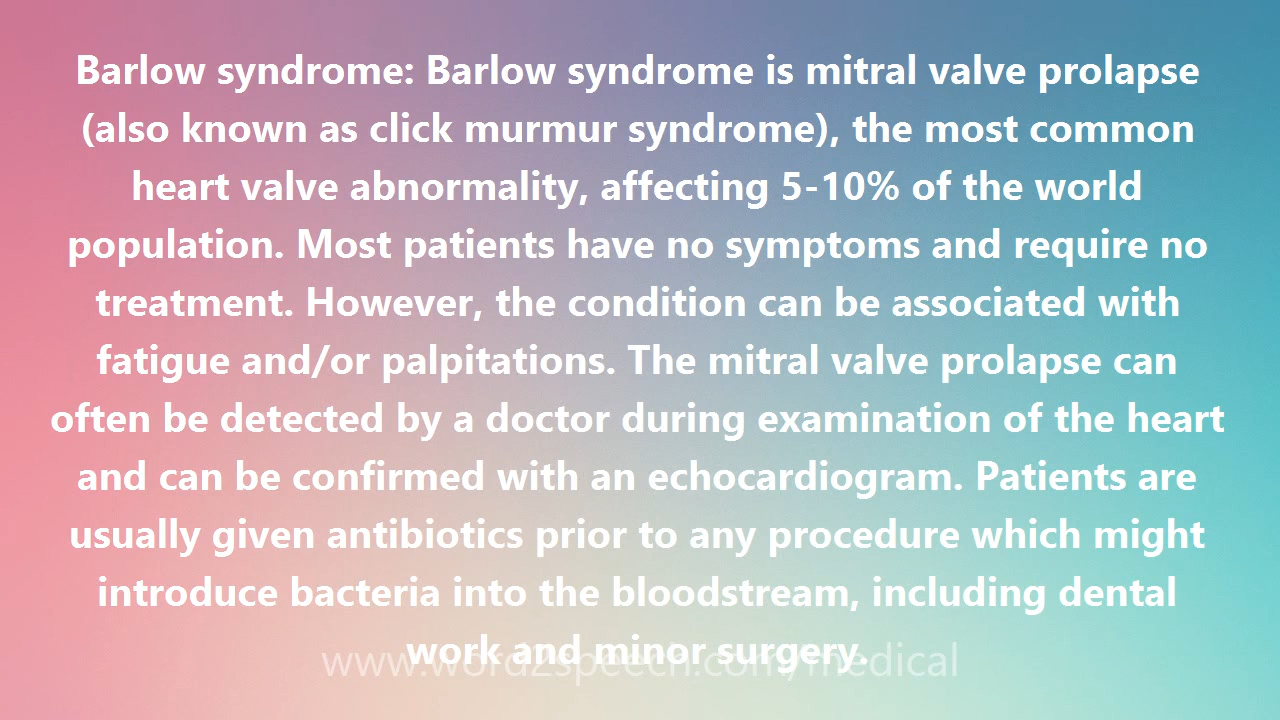 Barlow syndrome: Barlow syndrome is mitral valve prolapse
(also known as click murmur syndrome), the most common
heart valve abnormality, affecting 5-10% of the world
population. Most patients have no symptoms and require no
treatment. However, the condition can be associated with
fatigue and/or palpitations. The mitral valve prolapse can
often be detected by a doctor during examination of the heart
and can be confirmed with an echocardiogram. Patients are
usually given antibiotics prior to any procedure which might
introduce bacteria into the bloodstream, including dental
work and minor surgery.
www.word2speech.com/medical